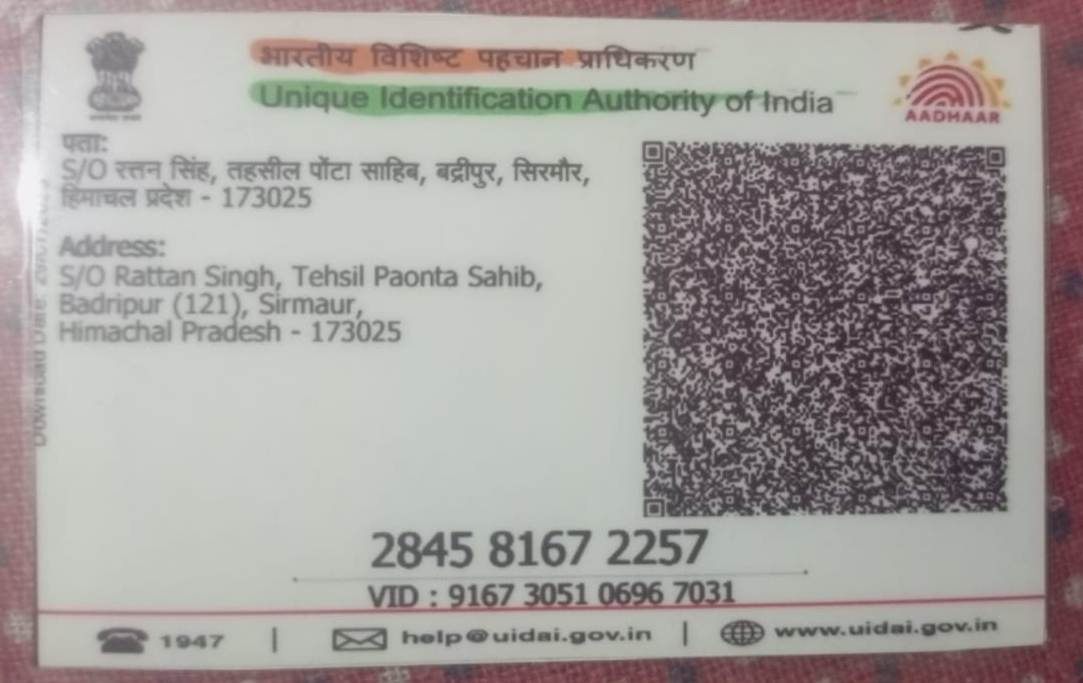 भारतीय विशिष्ट पहचान प्राधिकरण
Unique Identification Authority of India
AADHAAR
पता:
S/O रत्तन सिंह, तहसील पोंटा साहिब, बद्रीपुर, सिरमौर,
हिमाचल प्रदेश - 173025
Address:
S/O Rattan Singh, Tehsil Paonta Sahib,
Badripur (121), Sirmaur,
Himachal Pradesh - 173025
Download Date:
2845 8167 2257
VID : 9167 3051 0696 7031
1947 | help@uidai.gov.in | www.uidai.gov.in